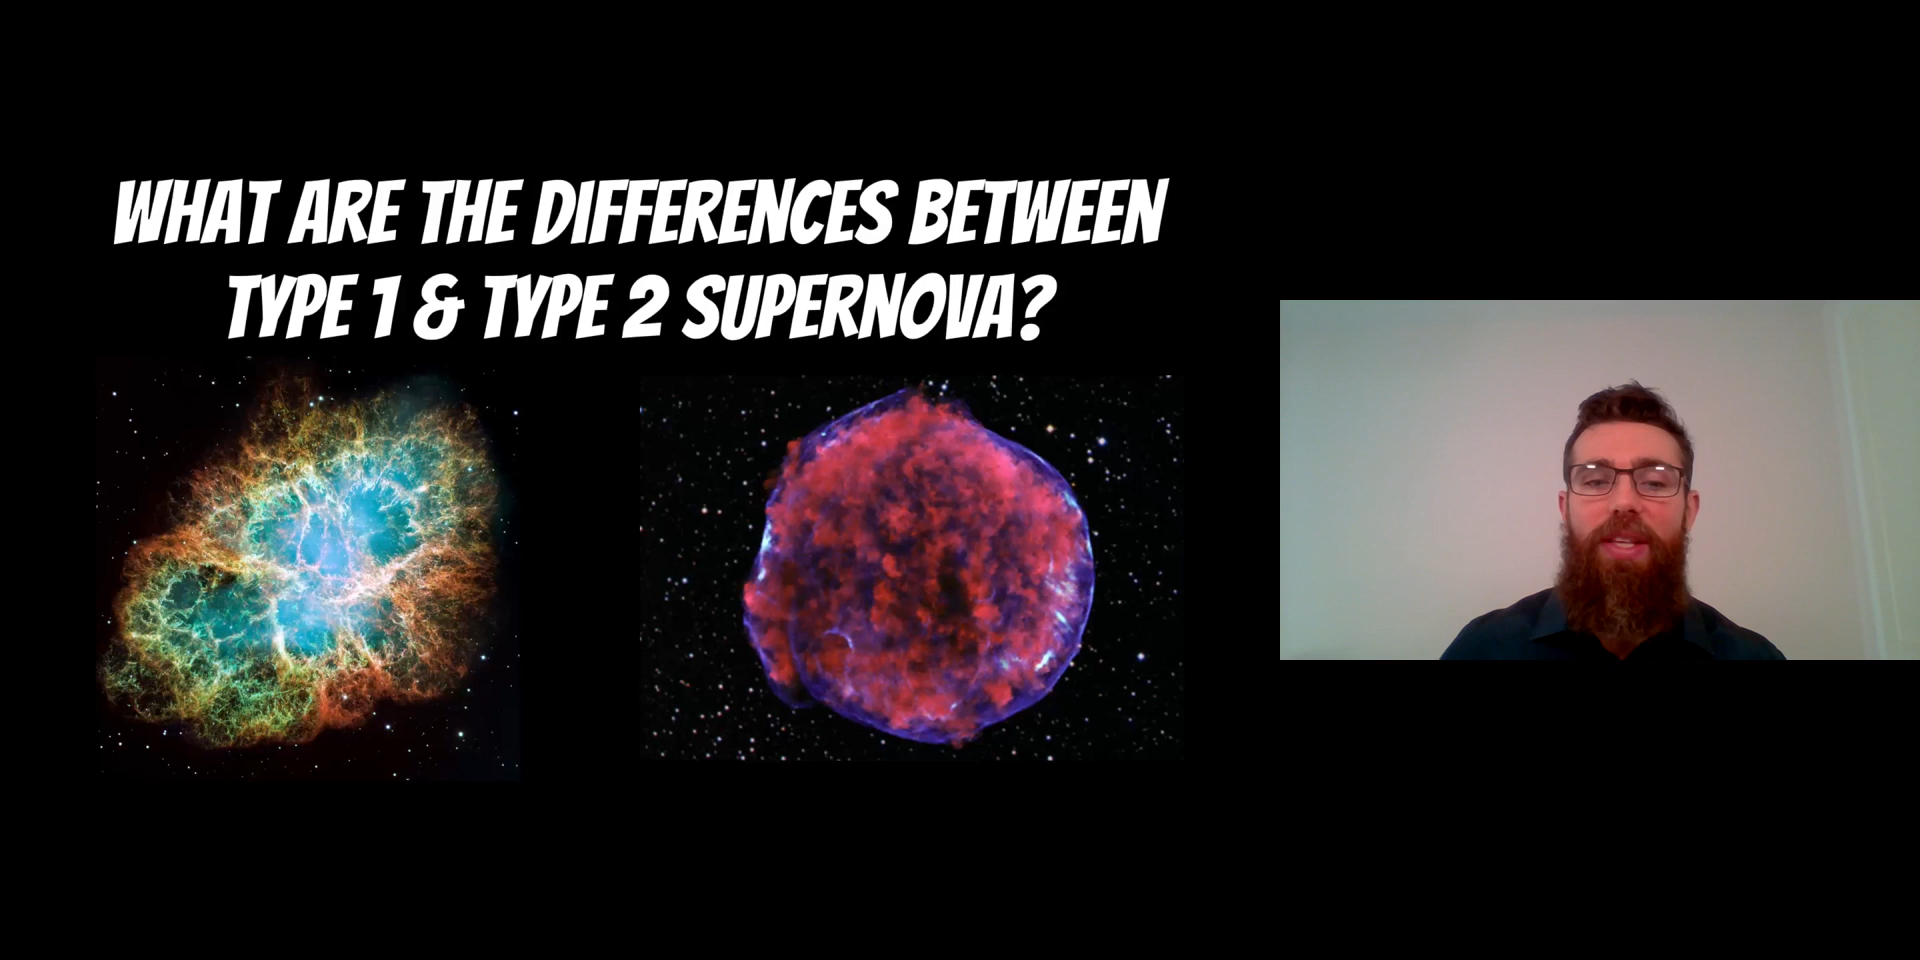 WHAT ARE THE DIFFERENCES BETWEEN
TYPE 1 & TYPE 2 SUPERNOVA?